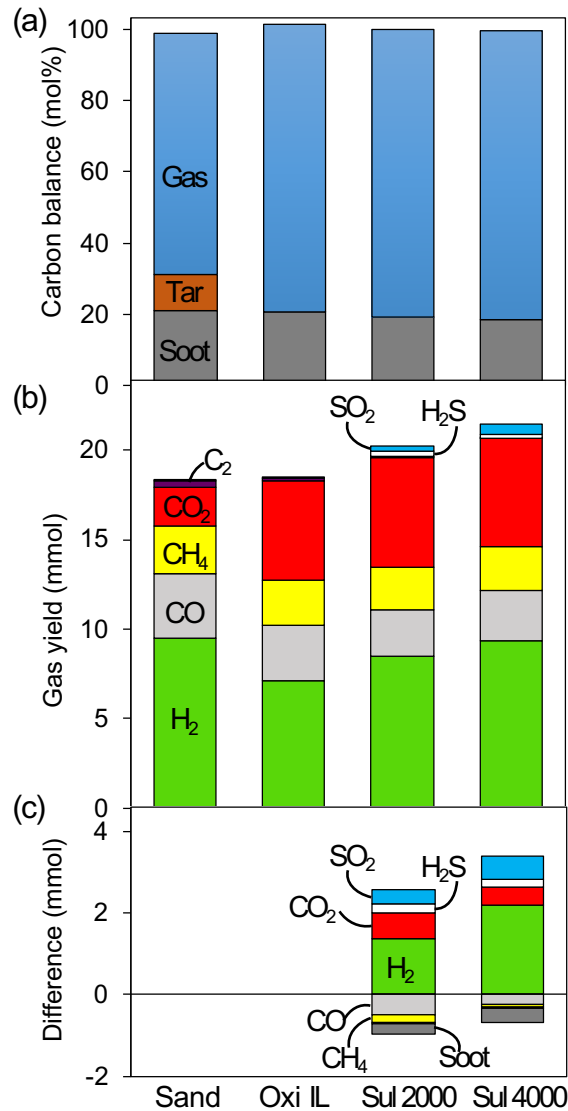 (a)
Carbon balance (mol%)
100
80
60
40
20
0
Gas
Tar
Soot
(b)
Gas yield (mmol)
20
15
10
5
0
SO₂
H₂S
C₂
CO₂
CH₄
CO
H₂
(c)
Difference (mmol)
4
2
0
-2
SO₂
H₂S
CO₂
H₂
CO
CH₄
Soot
Sand Oxi IL Sul 2000 Sul 4000